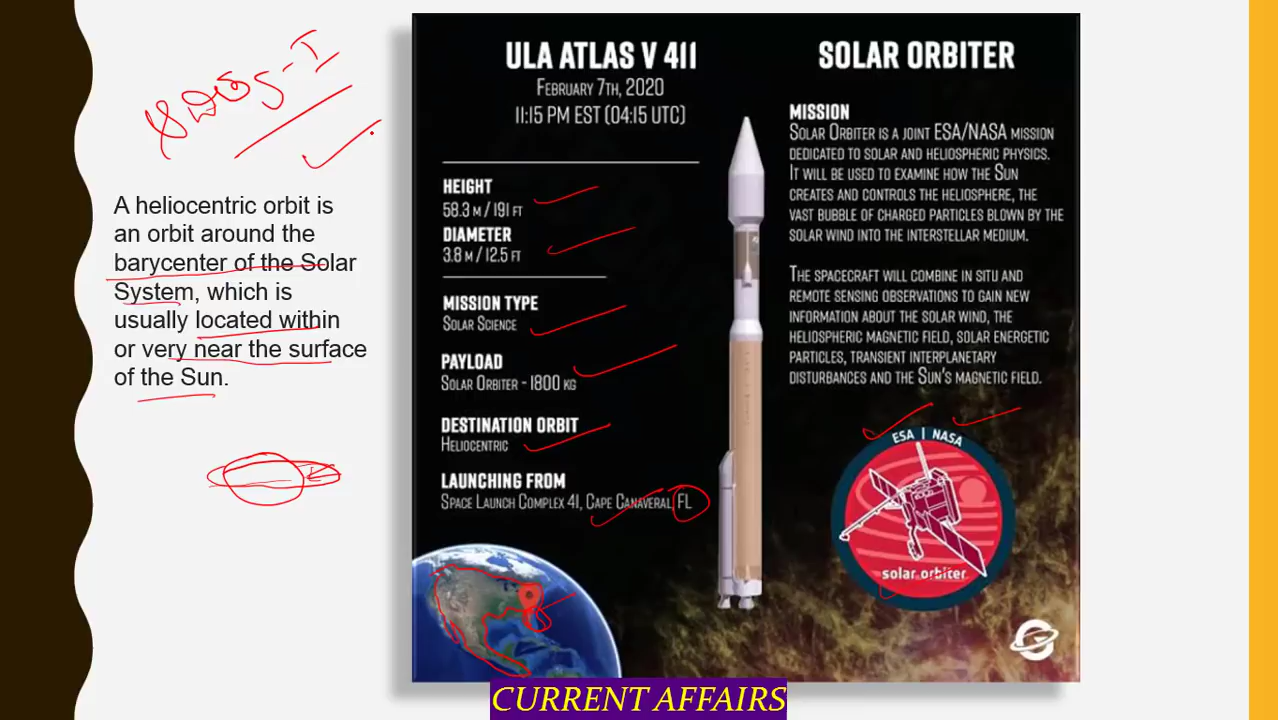 A heliocentric orbit is
an orbit around the
barycenter of the Solar
System, which is
usually located within
or very near the surface
of the Sun.
ULA ATLAS V 411
FEBRUARY 7TH, 2020
11:15 PM EST (04:15 UTC)
HEIGHT
58.3 M / 191 FT
DIAMETER
3.8 M / 12.5 FT
MISSION TYPE
SOLAR SCIENCE
PAYLOAD
SOLAR ORBITER - 1800 KG
DESTINATION ORBIT
HELIOCENTRIC
LAUNCHING FROM
SPACE LAUNCH COMPLEX 41, CAPE CANAVERAL, FL
SOLAR ORBITER
MISSION
SOLAR ORBITER IS A JOINT ESA/NASA MISSION
DEDICATED TO SOLAR AND HELIOSPHERIC PHYSICS.
IT WILL BE USED TO EXAMINE HOW THE SUN
CREATES AND CONTROLS THE HELIOSPHERE, THE
VAST BUBBLE OF CHARGED PARTICLES BLOWN BY THE
SOLAR WIND INTO THE INTERSTELLAR MEDIUM.
THE SPACECRAFT WILL COMBINE IN SITU AND
REMOTE SENSING OBSERVATIONS TO GAIN NEW
INFORMATION ABOUT THE SOLAR WIND, THE
HELIOSPHERIC MAGNETIC FIELD, SOLAR ENERGETIC
PARTICLES, TRANSIENT INTERPLANETARY
DISTURBANCES AND THE SUN'S MAGNETIC FIELD.
ESA | NASA
solar orbiter
CURRENT AFFAIRS